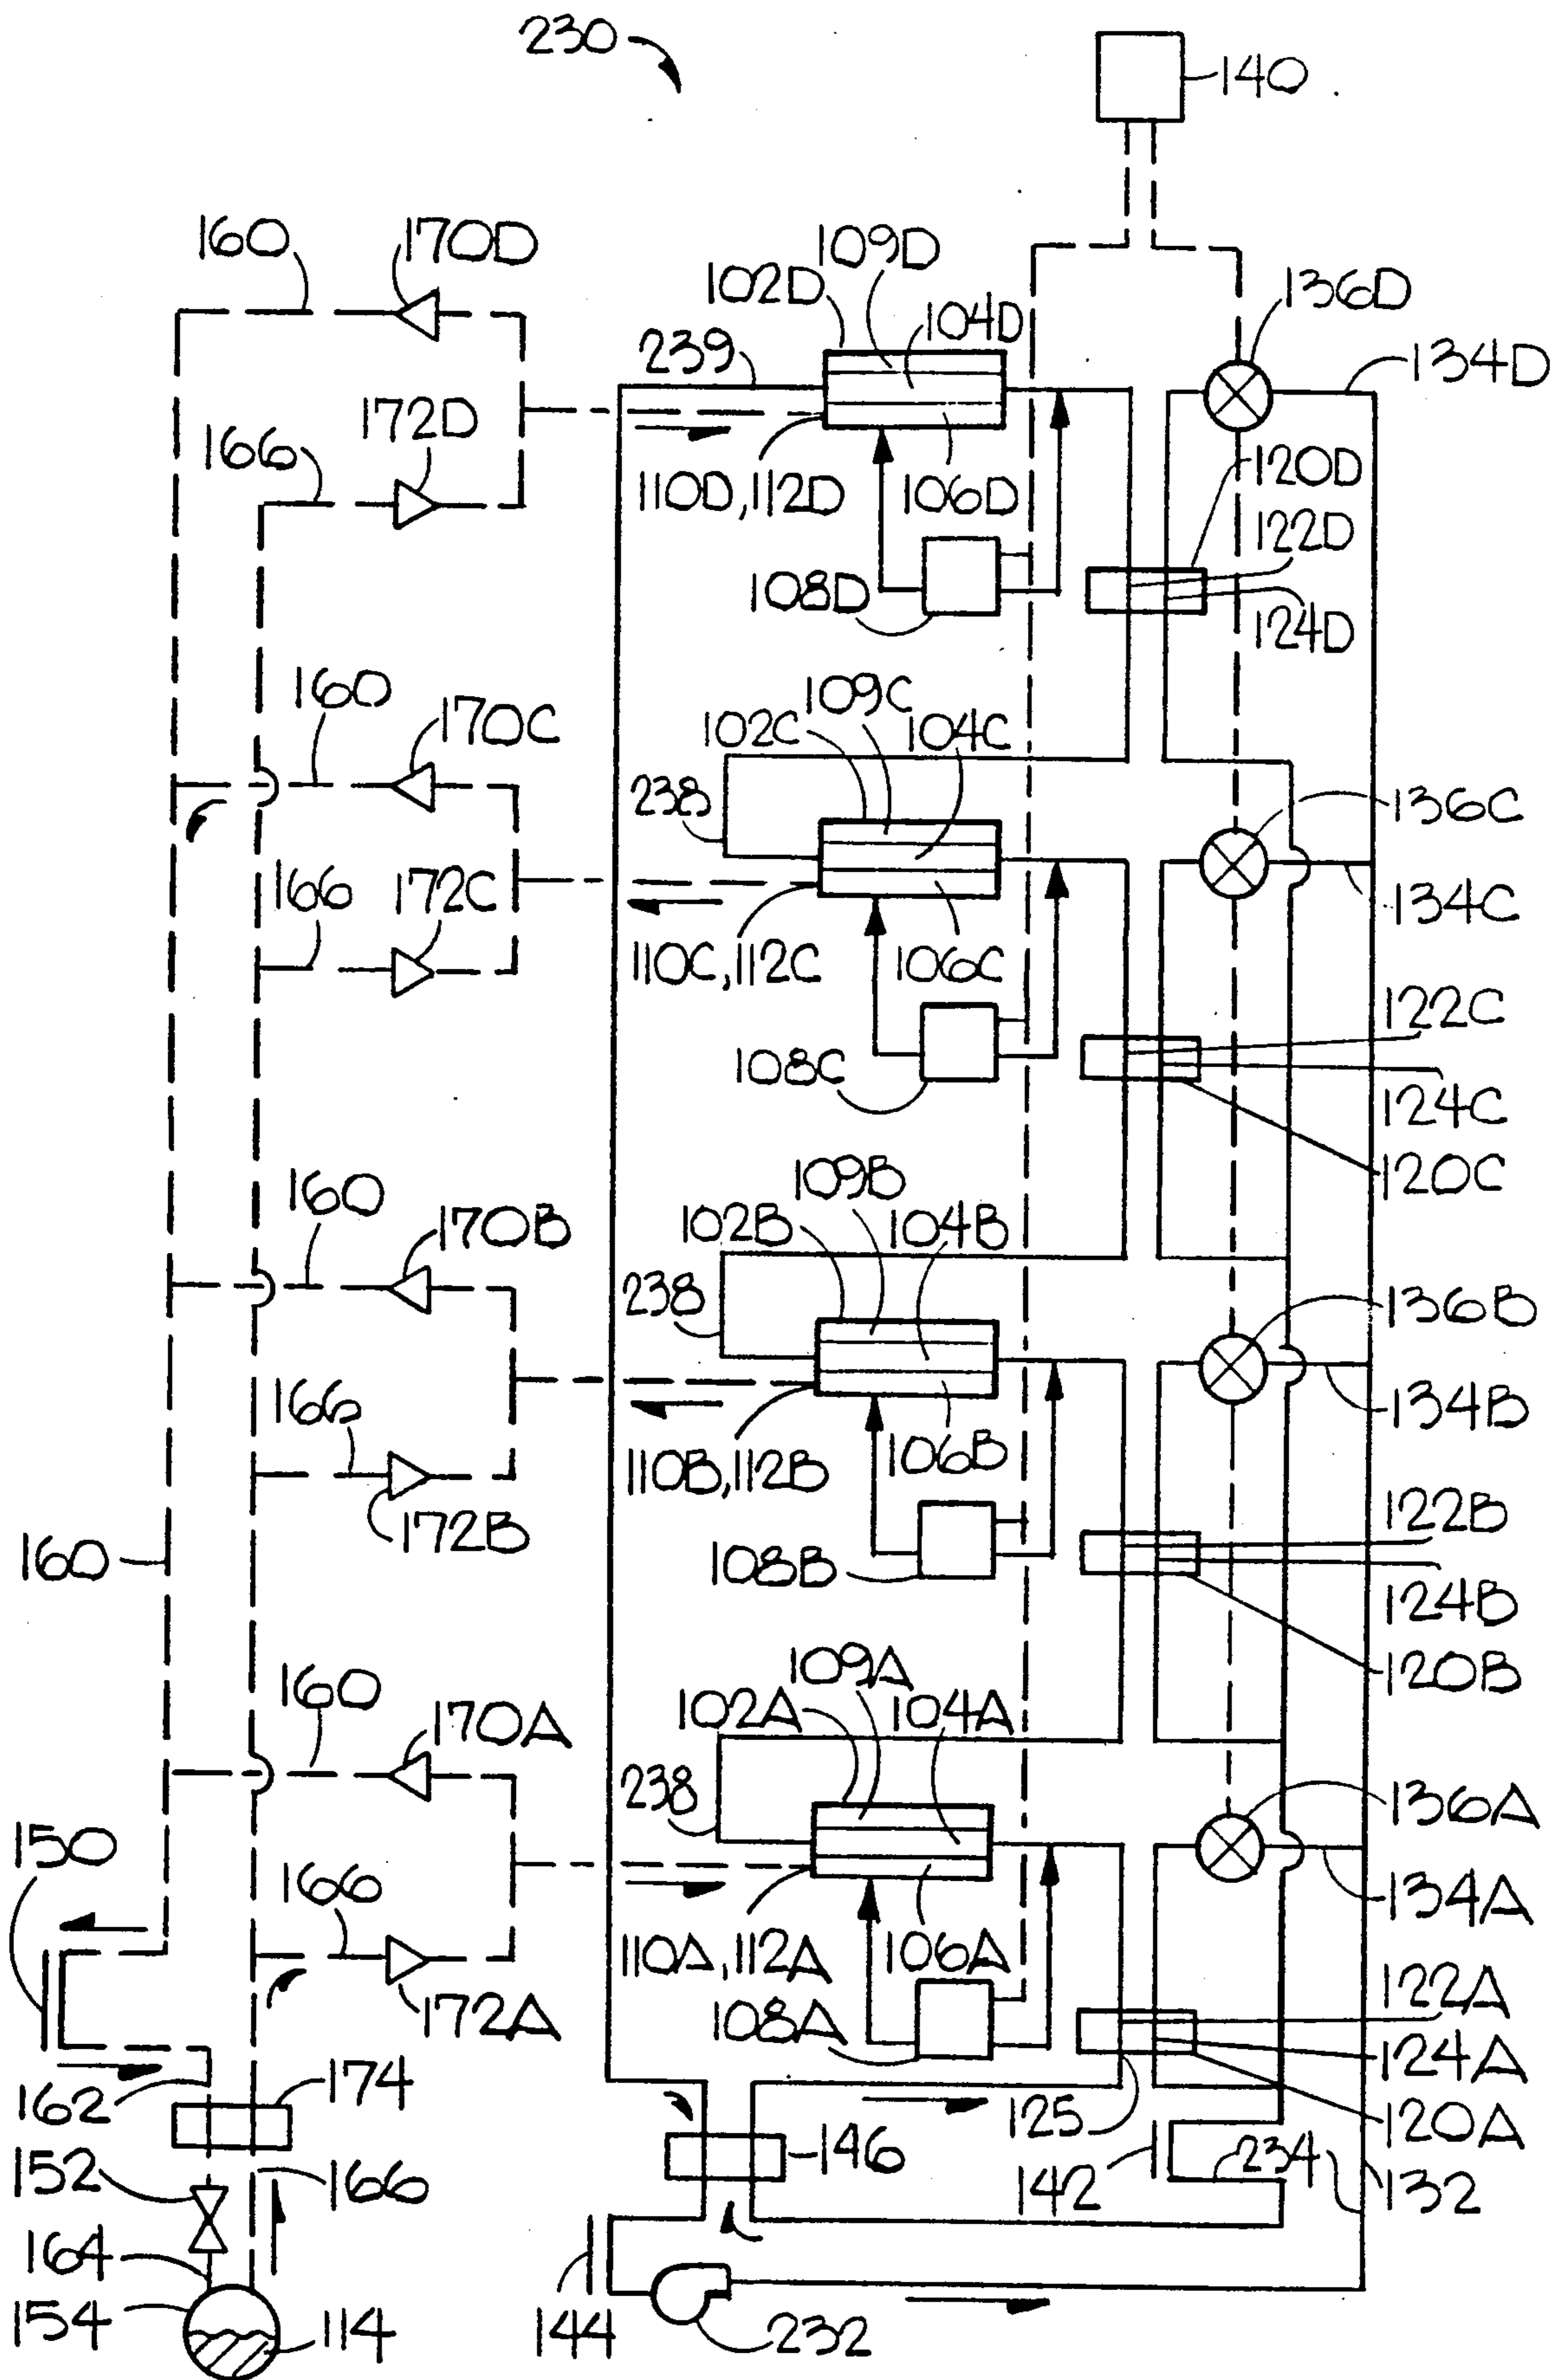 230
140
160
170D
109D
102D
104D
136D
239
134D
172D
166
120D
110D,112D
106D
122D
108D
124D
160
170C
109C
102C
104C
136C
238
166
172C
134C
110C,112C
106C
122C
108C
124C
120C
160
170B
109B
102B
104B
238
136B
166
134B
110B,112B
106B
172B
122B
160
108B
124B
120B
160
170A
109A
102A
104A
238
136A
150
166
134A
110A,112A
106A
172A
122A
108A
124A
162
174
125
120A
152
166
146
142
234
132
164
154
114
144
232